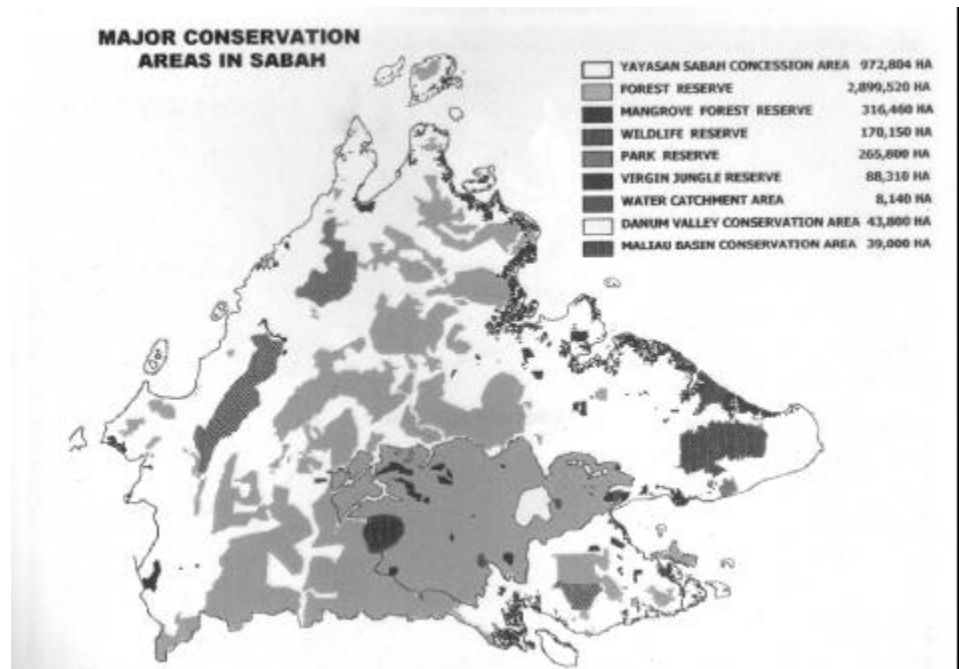 MAJOR CONSERVATION
AREAS IN SABAH
YAYASAN SABAH CONCESSION AREA 972,804 HA
FOREST RESERVE 2,899,520 HA
MANGROVE FOREST RESERVE 316,460 HA
WILDLIFE RESERVE 170,150 HA
PARK RESERVE 265,800 HA
VIRGIN JUNGLE RESERVE 88,310 HA
WATER CATCHMENT AREA 8,140 HA
DANUM VALLEY CONSERVATION AREA 43,800 HA
MALIAU BASIN CONSERVATION AREA 39,000 HA